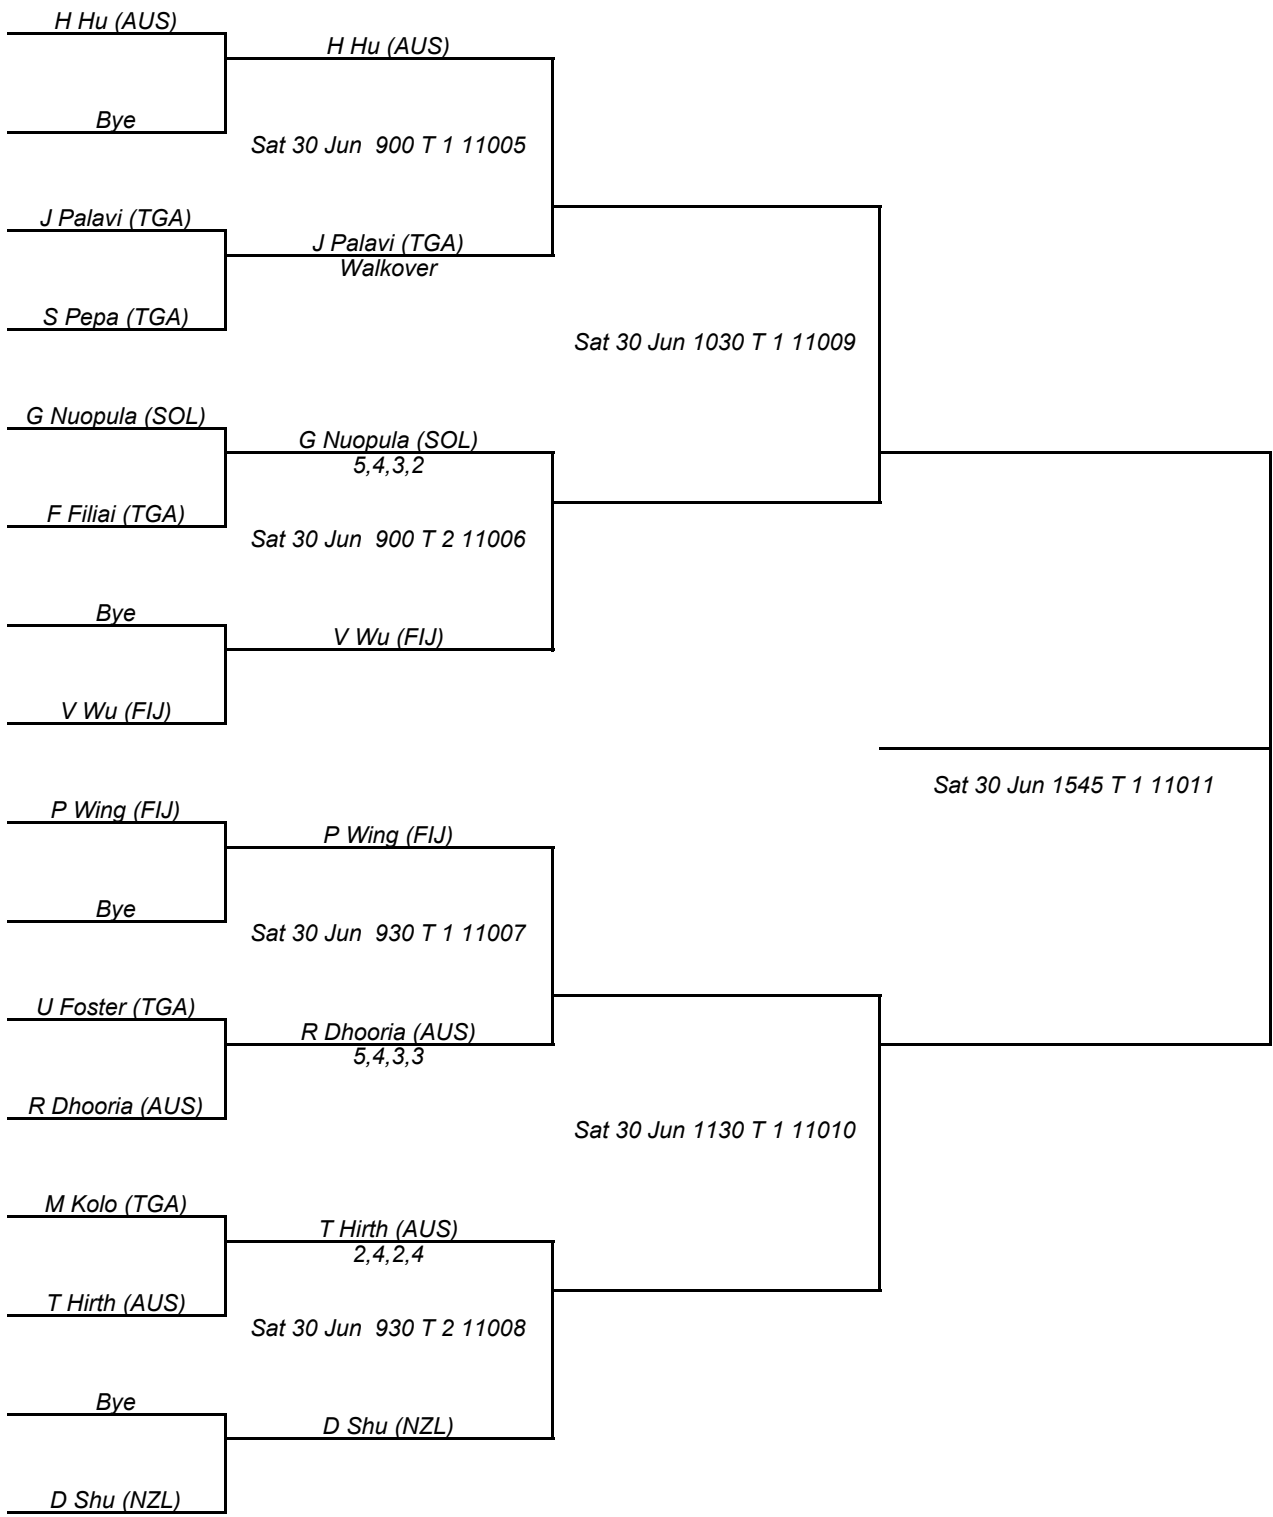 H Hu (AUS)
H Hu (AUS)
Bye
Sat 30 Jun  900 T 1 11005
J Palavi (TGA)
J Palavi (TGA)
Walkover
S Pepa (TGA)
Sat 30 Jun 1030 T 1 11009
G Nuopula (SOL)
G Nuopula (SOL)
5,4,3,2
F Filiai (TGA)
Sat 30 Jun  900 T 2 11006
Bye
V Wu (FIJ)
V Wu (FIJ)
Sat 30 Jun 1545 T 1 11011
P Wing (FIJ)
P Wing (FIJ)
Bye
Sat 30 Jun  930 T 1 11007
U Foster (TGA)
R Dhooria (AUS)
5,4,3,3
R Dhooria (AUS)
Sat 30 Jun 1130 T 1 11010
M Kolo (TGA)
T Hirth (AUS)
2,4,2,4
T Hirth (AUS)
Sat 30 Jun  930 T 2 11008
Bye
D Shu (NZL)
D Shu (NZL)